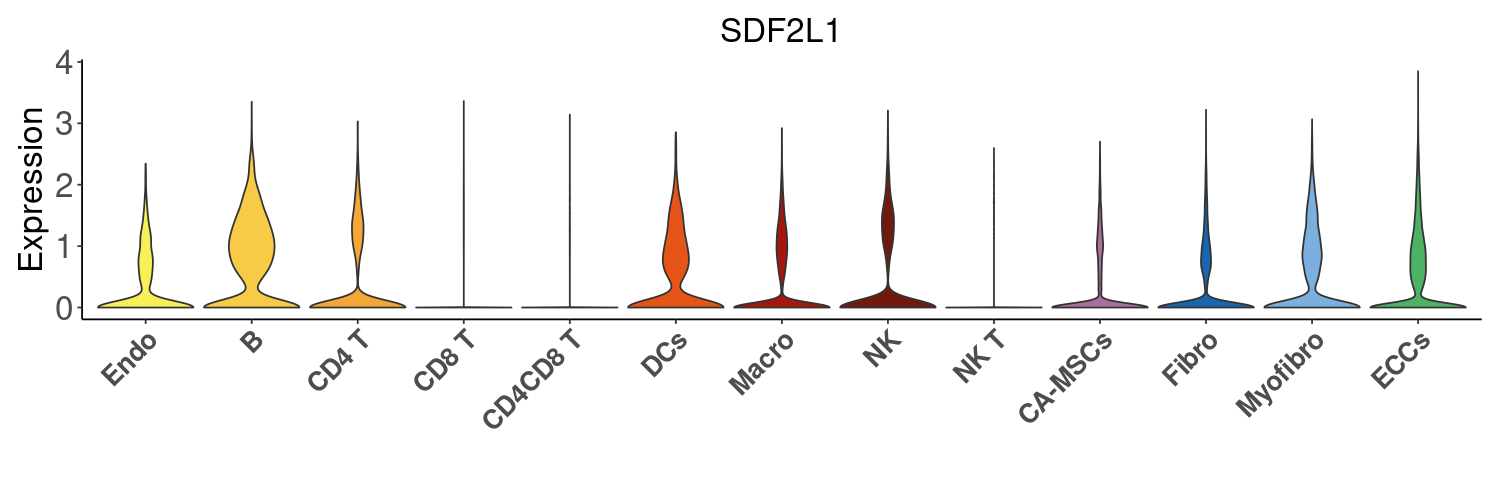 SDF2L1
Expression
4
3
2
1
0
Endo
B
CD4 T
CD8 T
CD4CD8 T
DCs
Macro
NK
NK T
CA-MSCs
Fibro
Myofibro
ECCs